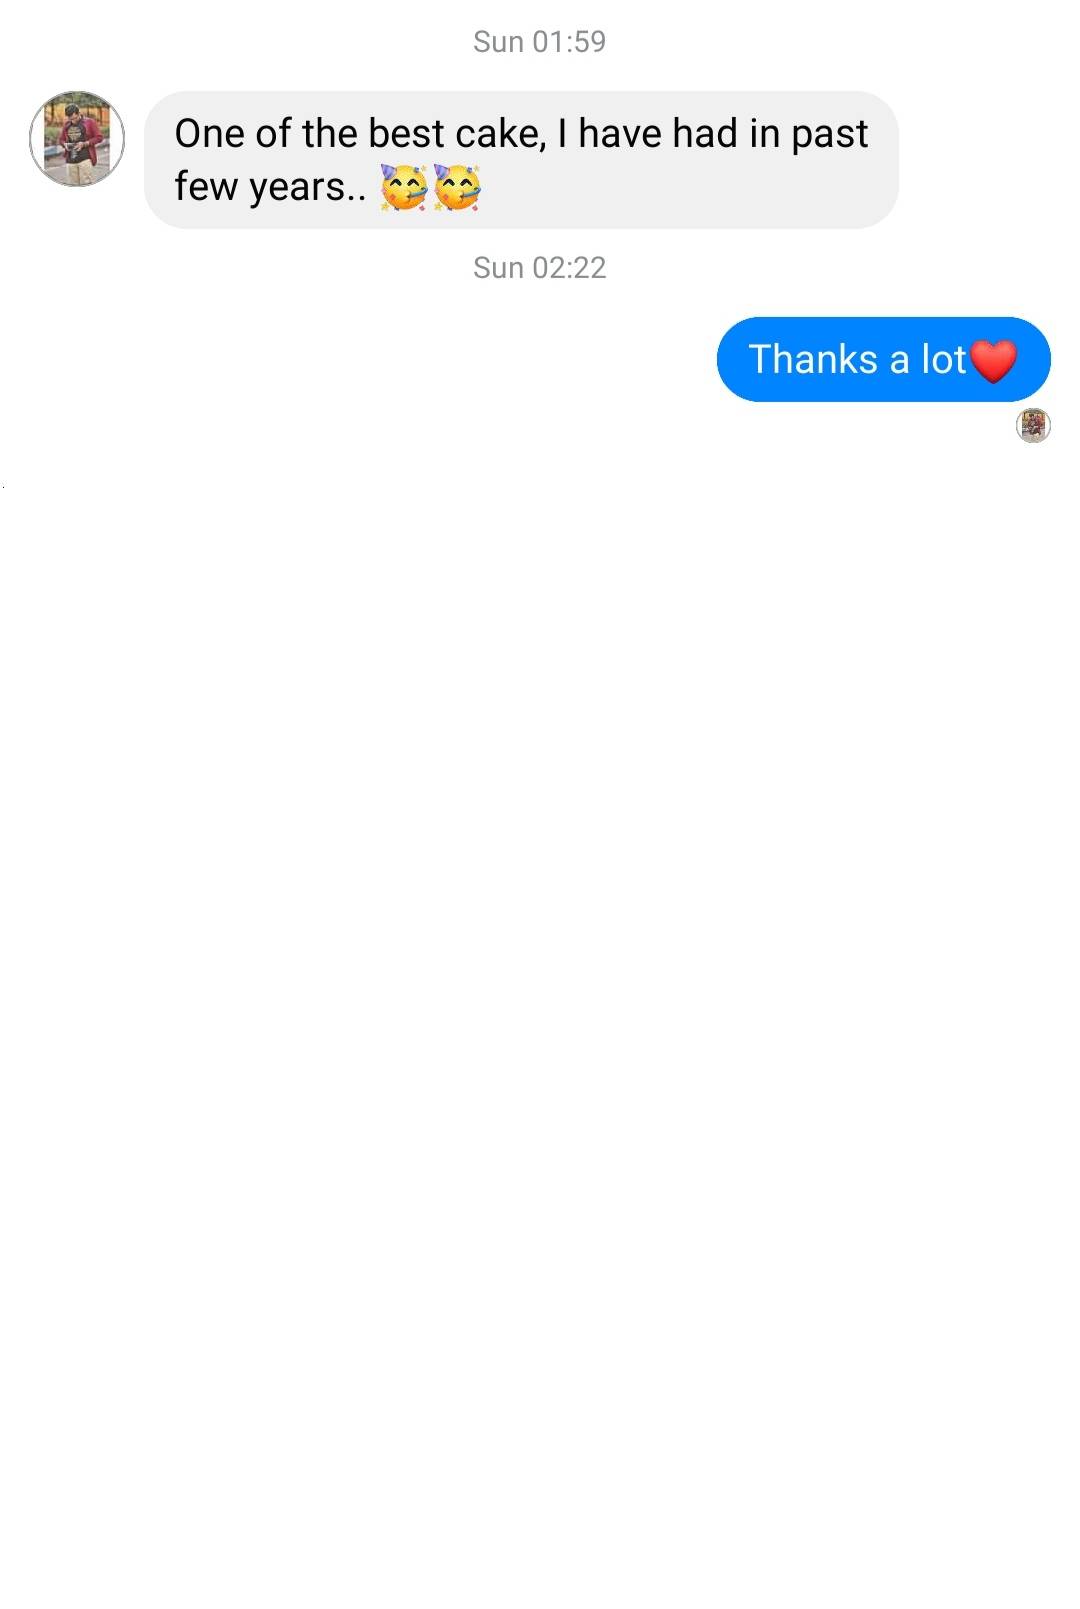 Sun 01:59
One of the best cake, I have had in past
few years.. 🥳🥳
Sun 02:22
Thanks a lot❤️